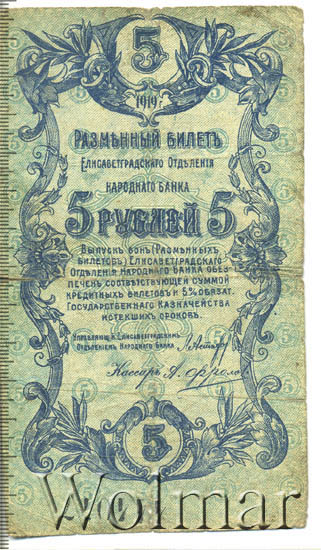 5
1919 г.
Размѣнный билетъ
Елисаветградскаго Отдѣленія
Народнаго Банка
5 рублей 5
Выпускъ бонъ (размѣнныхъ
билетовъ) Елисаветградскаго
Отдѣленія Народнаго Банка обез-
печенъ соотвѣтствующей суммой
кредитныхъ билетовъ и 5% обязат.
Государственнаго Казначейства
истекшихъ сроковъ.
Управляющій Елисаветградскимъ
Отдѣленіемъ Народнаго Банка
Кассиръ
5
Wolmar